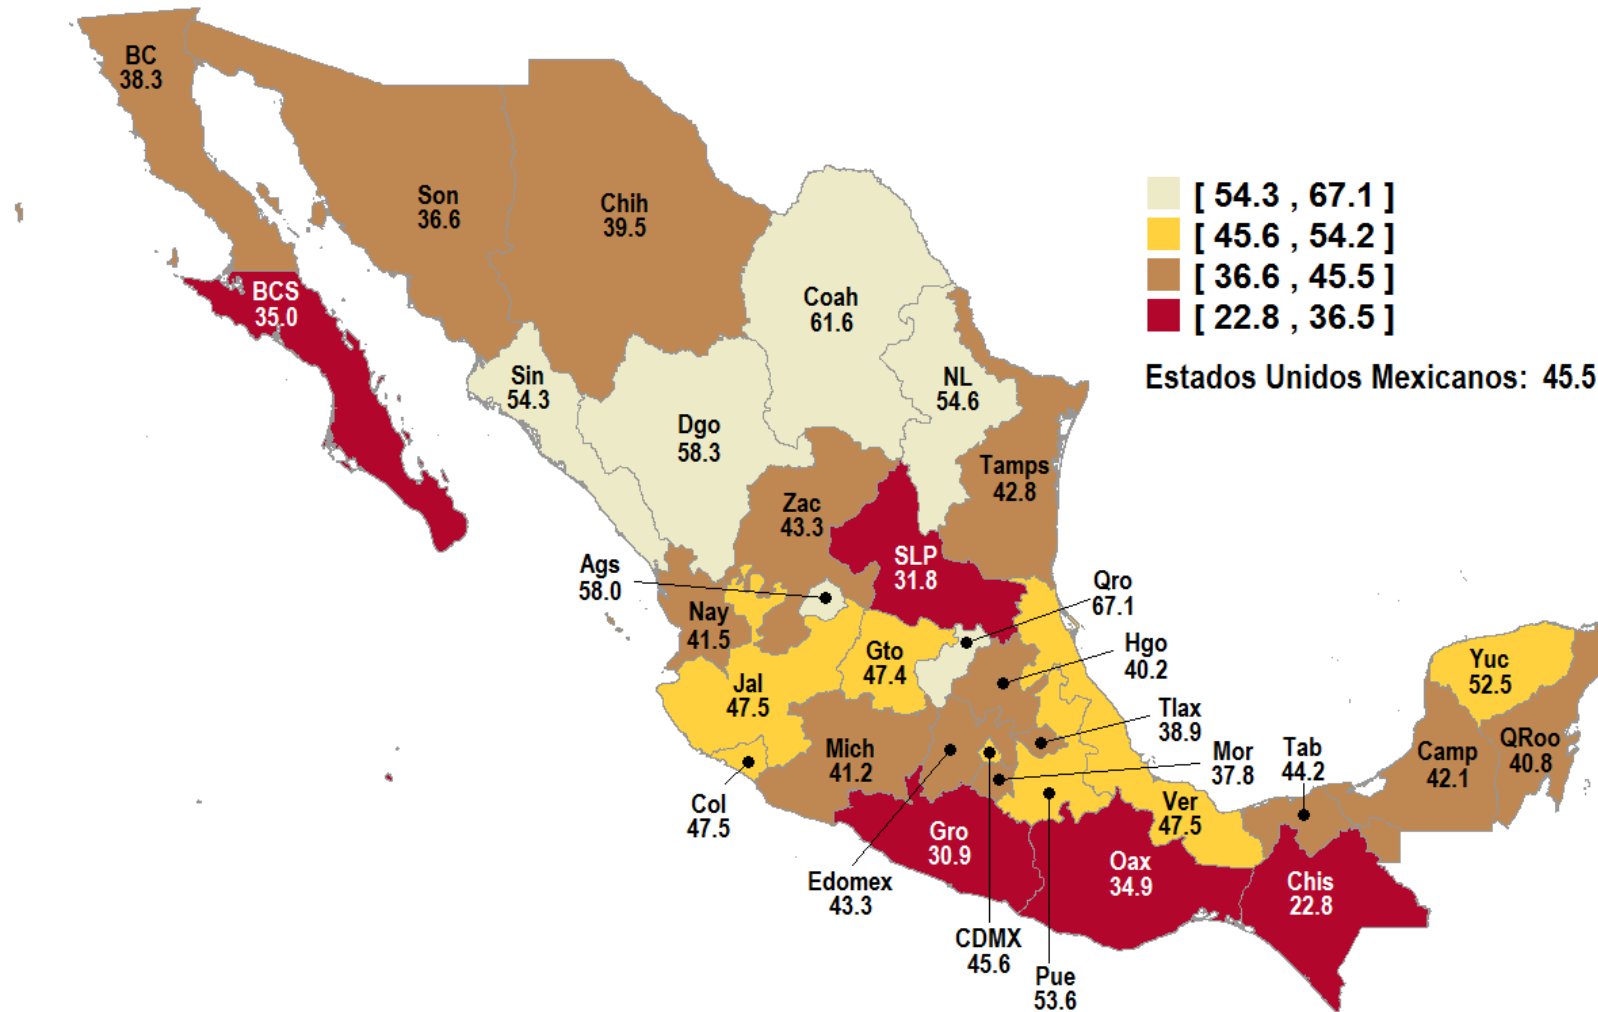 BC
38.3
Son
36.6
Chih
39.5
[ 54.3 , 67.1 ]
[ 45.6 , 54.2 ]
[ 36.6 , 45.5 ]
[ 22.8 , 36.5 ]
Estados Unidos Mexicanos: 45.5
BCS
35.0
Coah
61.6
Sin
54.3
NL
54.6
Dgo
58.3
Tamps
42.8
Zac
43.3
SLP
31.8
Ags
58.0
Qro
67.1
Nay
41.5
Hgo
40.2
Gto
47.4
Yuc
52.5
Jal
47.5
Tlax
38.9
Mich
41.2
Mor
37.8
Tab
44.2
Camp
42.1
QRoo
40.8
Col
47.5
Ver
47.5
Gro
30.9
Oax
34.9
Edomex
43.3
Chis
22.8
CDMX
45.6
Pue
53.6